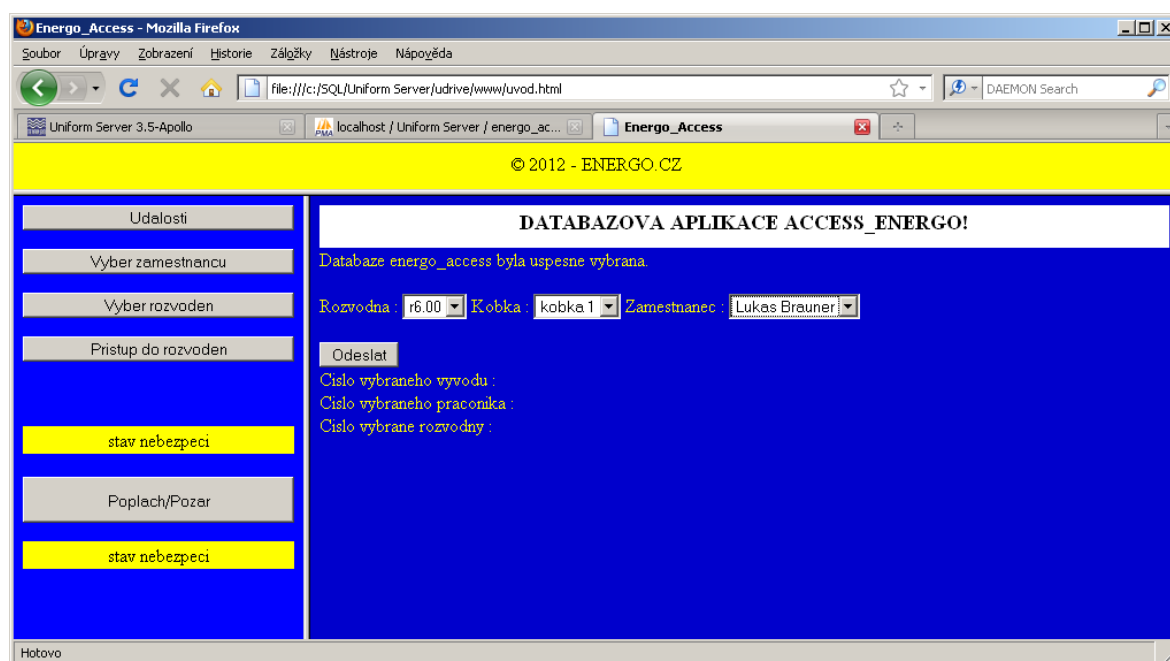 Energo_Access - Mozilla Firefox
Soubor Úpravy Zobrazení Historie Záložky Nástroje Nápověda
file:///c:/SQL/Uniform Server/udrive/www/uvod.html DAEMON Search
Uniform Server 3.5-Apollo localhost / Uniform Server / energo_ac... Energo_Access
© 2012 - ENERGO.CZ
Udalosti
Vyber zamestnancu
Vyber rozvoden
Pristup do rozvoden
stav nebezpeci
Poplach/Pozar
stav nebezpeci
DATABAZOVA APLIKACE ACCESS_ENERGO!
Databaze energo_access byla uspesne vybrana.
Rozvodna : r6.00 Kobka : kobka 1 Zamestnanec : Lukas Brauner
Odeslat
Cislo vybraneho vyvodu :
Cislo vybraneho praconika :
Cislo vybrane rozvodny :
Hotovo